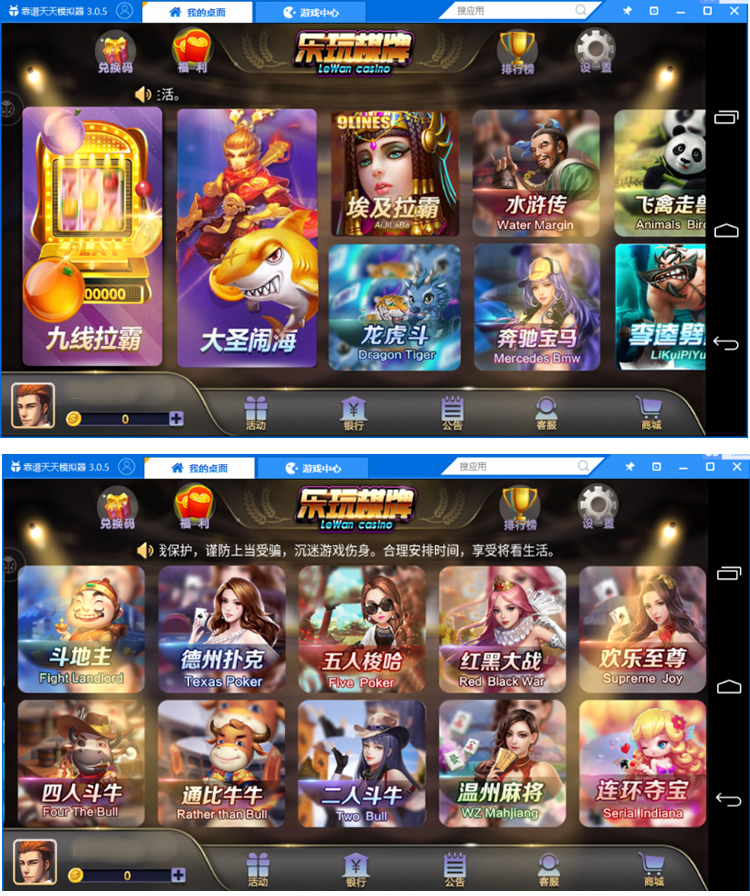 靠谱天天模拟器 3.0.5
我的桌面
游戏中心
搜应用
兑换码
福 利
乐玩棋牌
LeWan casino
排行榜
设 置
活。
九线拉霸
00000
大圣闹海
9LINES
埃及拉霸
AiJiLaBa
水浒传
Water Margin
飞禽走兽
Animals Bir
龙虎斗
Dragon Tiger
奔驰宝马
Mercedes Bmw
李逵劈
LiKuiPiYu
0
活动
银行
公告
客服
商城
靠谱天天模拟器 3.0.5
我的桌面
游戏中心
搜应用
兑换码
福 利
乐玩棋牌
LeWan casino
排行榜
设 置
我保护，谨防上当受骗，沉迷游戏伤身。合理安排时间，享受将看生活。
斗地主
FightLandlord
德州扑克
Texas Poker
五人梭哈
Five Poker
红黑大战
Red Black War
欢乐至尊
Supreme Joy
四人斗牛
Four The Bull
通比牛牛
Rather than Bull
二人斗牛
Two Bull
温州麻将
WZ Mahjiang
连环夺宝
Serial Indiana
0
活动
银行
公告
客服
商城